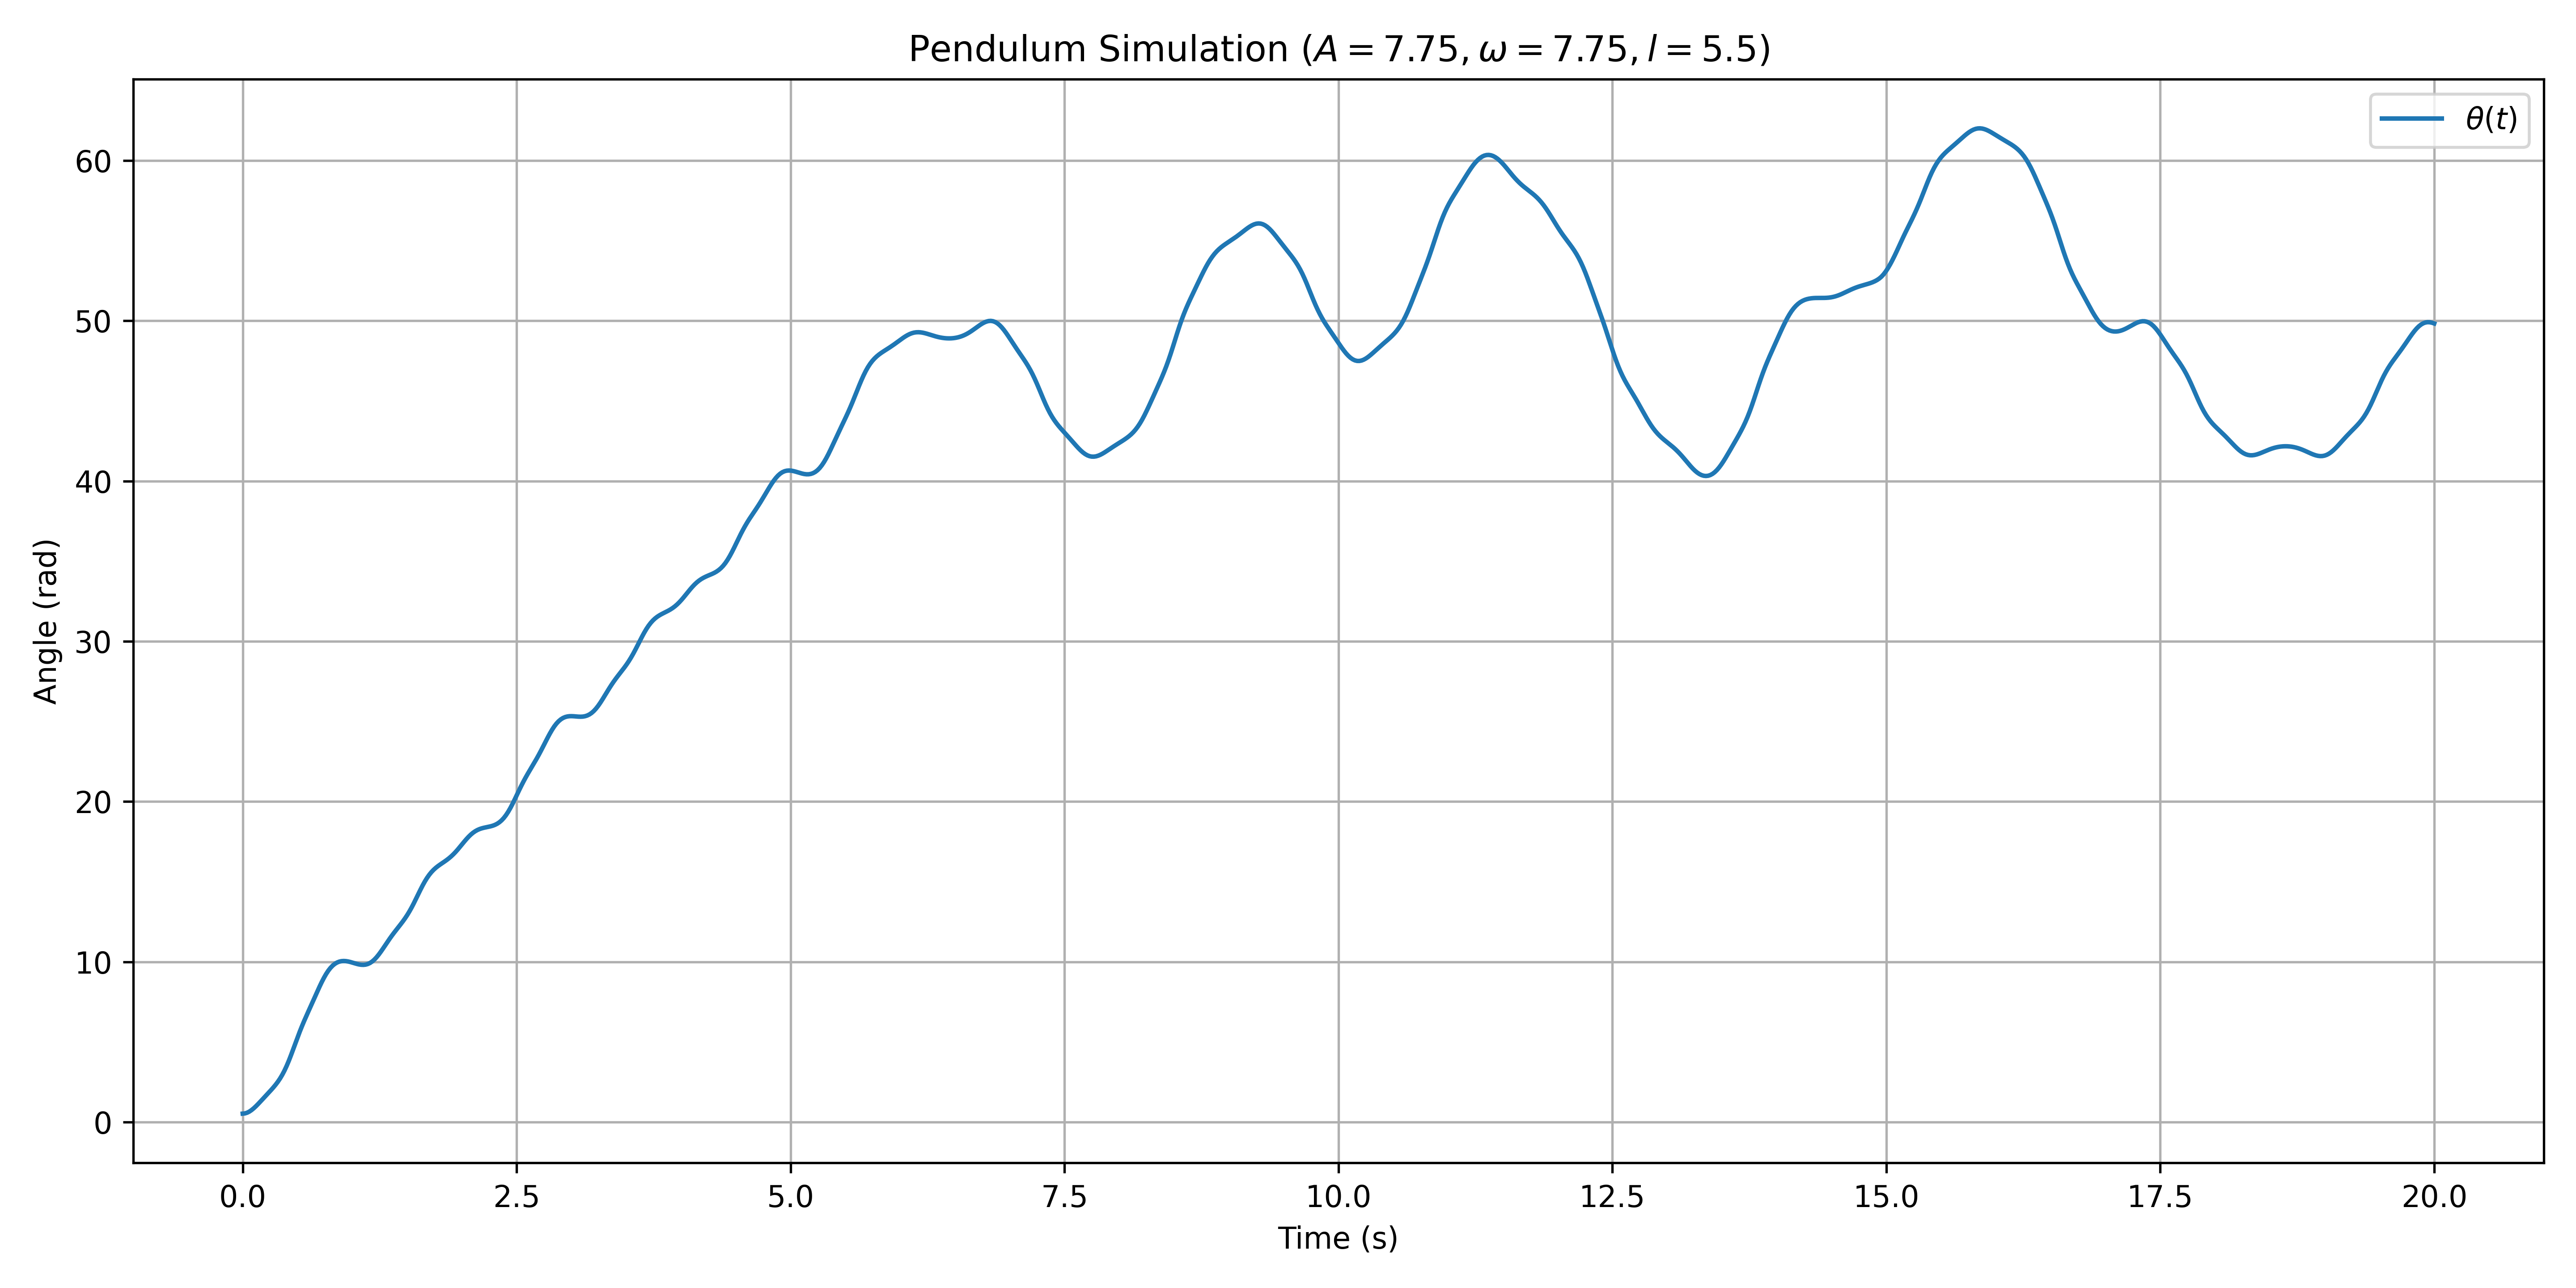 Pendulum Simulation (A = 7.75, ω = 7.75, l = 5.5)
θ(t)
Angle (rad)
60
50
40
30
20
10
0
0.0 2.5 5.0 7.5 10.0 12.5 15.0 17.5 20.0
Time (s)